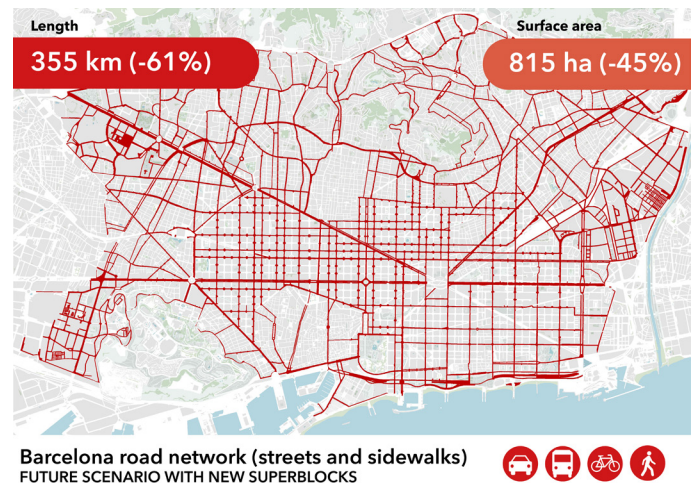 Length
Surface area
355 km (-61%)
815 ha (-45%)
Barcelona road network (streets and sidewalks)
FUTURE SCENARIO WITH NEW SUPERBLOCKS